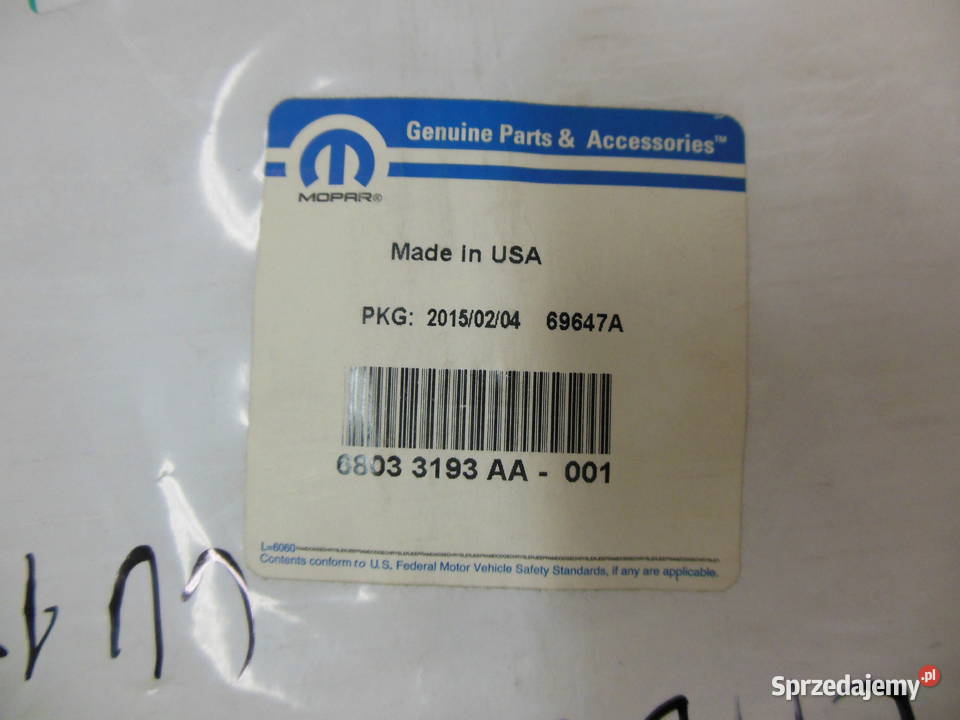 Genuine Parts & Accessories™
MOPAR®
Made in USA
PKG: 2015/02/04 69647A
6803 3193 AA - 001
L=6060
Contents conform to U.S. Federal Motor Vehicle Safety Standards, if any are applicable.
Sprzedajemy.pl